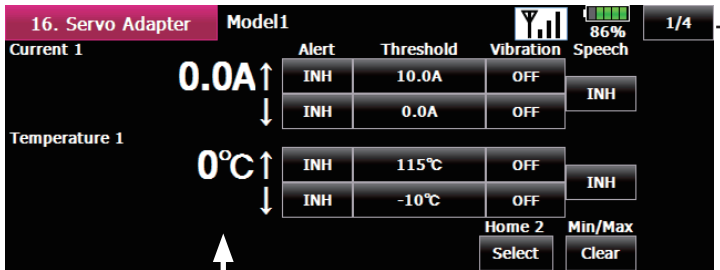 16. Servo Adapter Model1 86% 1/4
Current 1 Alert Threshold Vibration Speech
0.0A↑ INH 10.0A OFF INH
↓ INH 0.0A OFF
Temperature 1
0℃↑ INH 115℃ OFF INH
↓ INH -10℃ OFF
Home 2 Min/Max
Select Clear